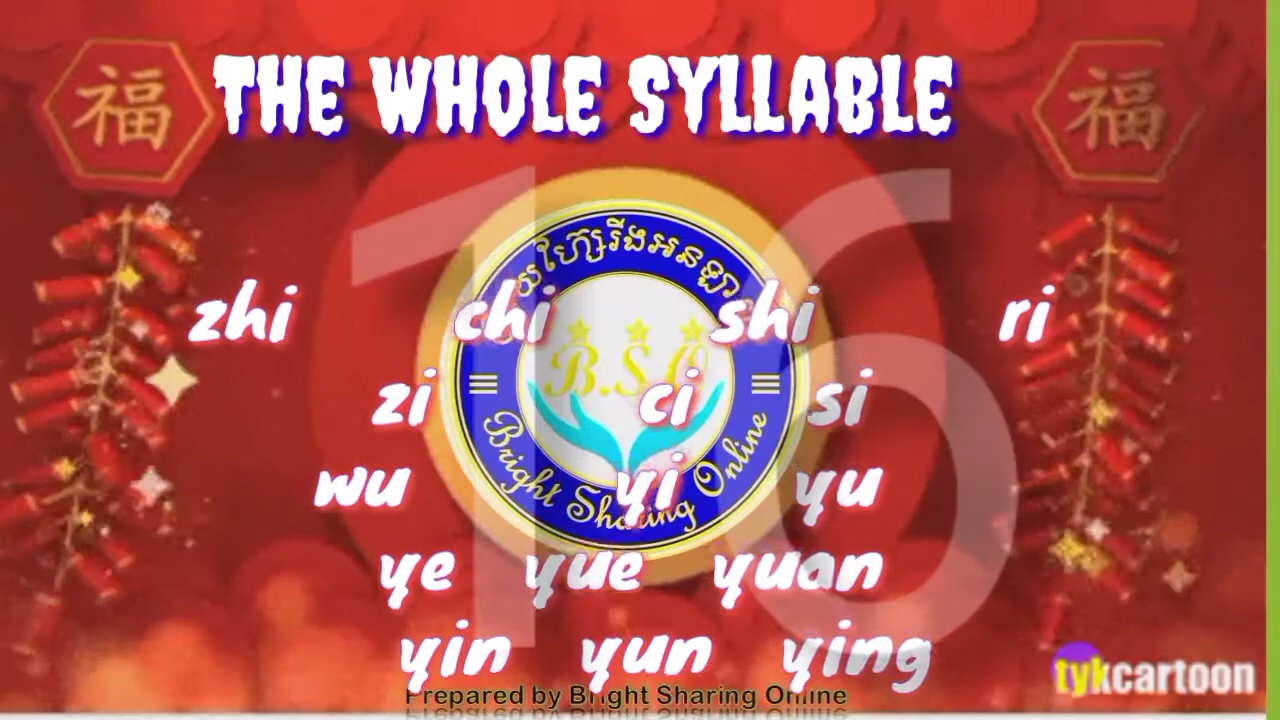 福 THE WHOLE SYLLABLE 福
16
zhi chi shi ri
zi ci si
wu yi yu
ye yue yuan
yin yun ying
B.S.O
Bright Sharing Online
Prepared by Bright Sharing Online
tykcartoon